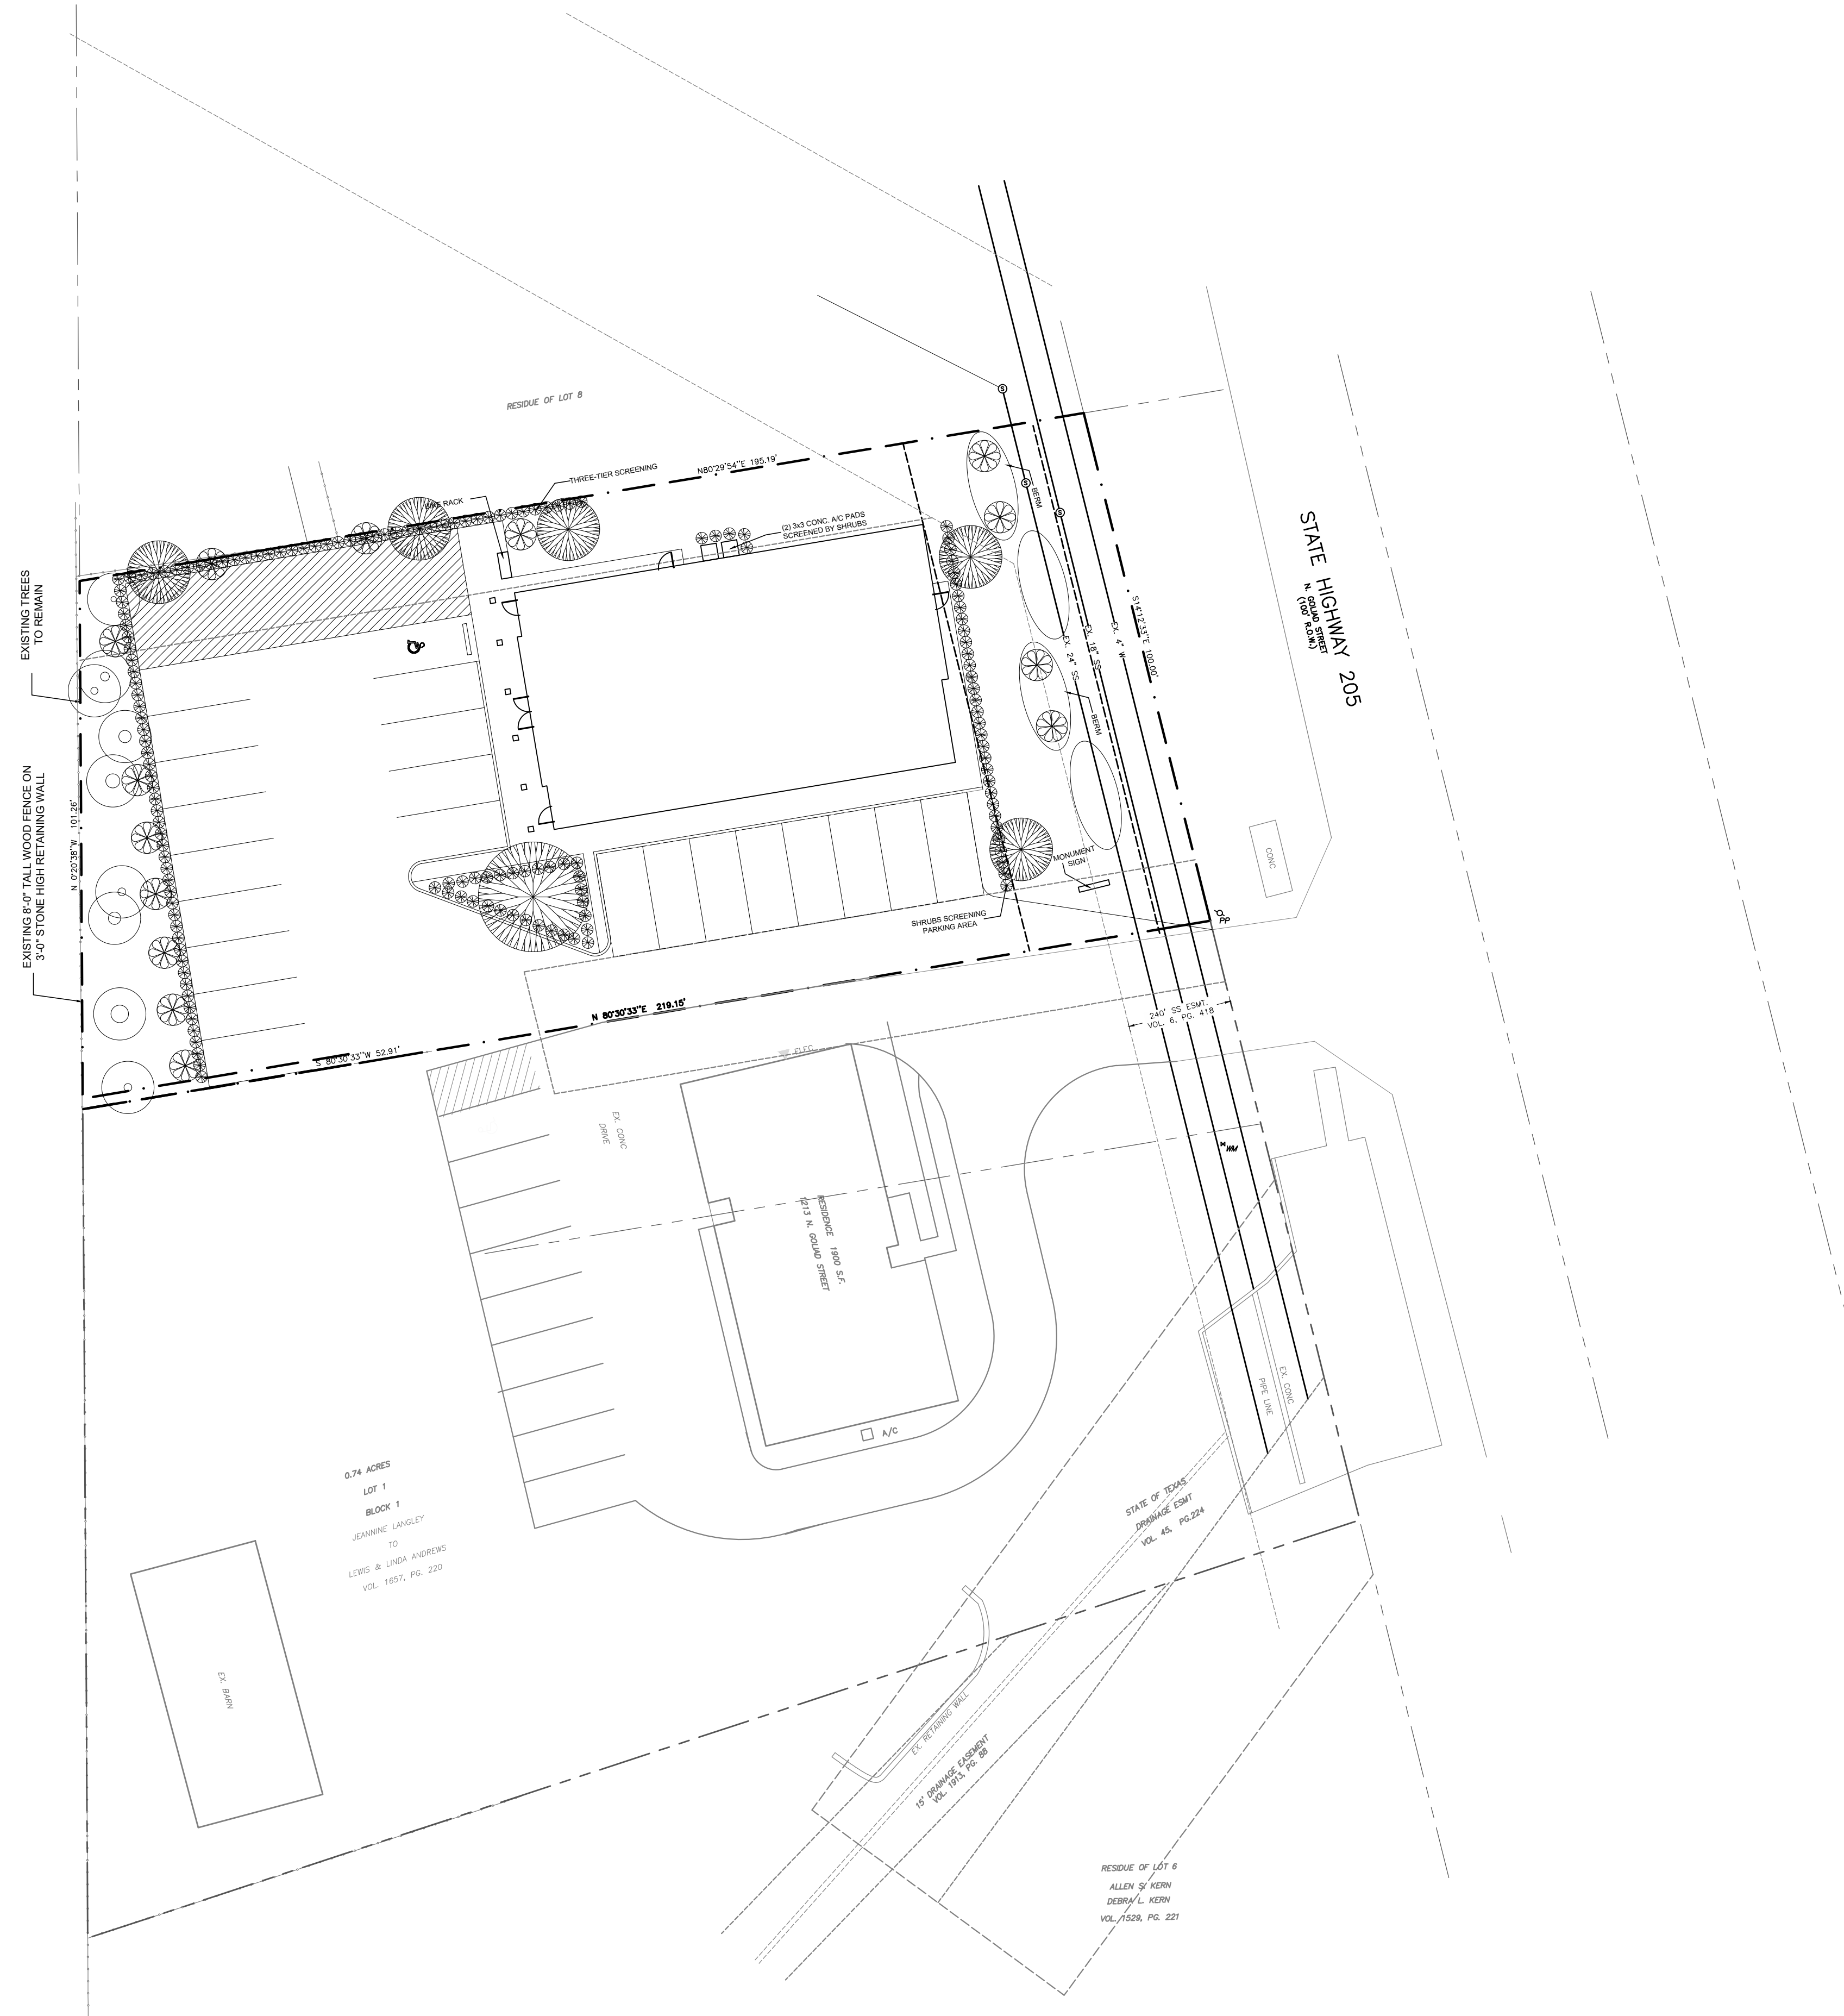 RESIDUE OF LOT 8
THREE-TIER SCREENING
N80°29'54"E 195.19'
BIKE RACK
(2) 3x3 CONC. A/C PADS
SCREENED BY SHRUBS
BERM
STATE HIGHWAY 205
N. GOLIAD STREET
(100' R.O.W.)
S14°12'33"E 100.00'
EX. 4" W
EX. 18" SS
EX. 24" SS
BERM
EXISTING TREES
TO REMAIN
EXISTING 8'-0" TALL WOOD FENCE ON
3'-0" STONE HIGH RETAINING WALL
N 0°20'38"W 101.26'
MONUMENT
SIGN
CONC
SHRUBS SCREENING
PARKING AREA
PP
N 80°30'33"E 219.15'
240' SS ESMT.
VOL. 6, PG. 418
S 80°30'33"W 52.91'
ELEC
EX. CONC
DRIVE
WM
RESIDENCE 1900 S.F.
1213 N. GOLIAD STREET
EX. CONC
PIPE LINE
A/C
0.74 ACRES
LOT 1
BLOCK 1
JEANNINE LANGLEY
TO
LEWIS & LINDA ANDREWS
VOL. 1657, PG. 220
STATE OF TEXAS
DRAINAGE ESMT
VOL. 45, PG.224
EX. BARN
EX. RETAINING WALL
15' DRAINAGE EASEMENT
VOL. 1913, PG. 88
RESIDUE OF LOT 6
ALLEN S. KERN
DEBRA L. KERN
VOL. 1529, PG. 221
S
S
S